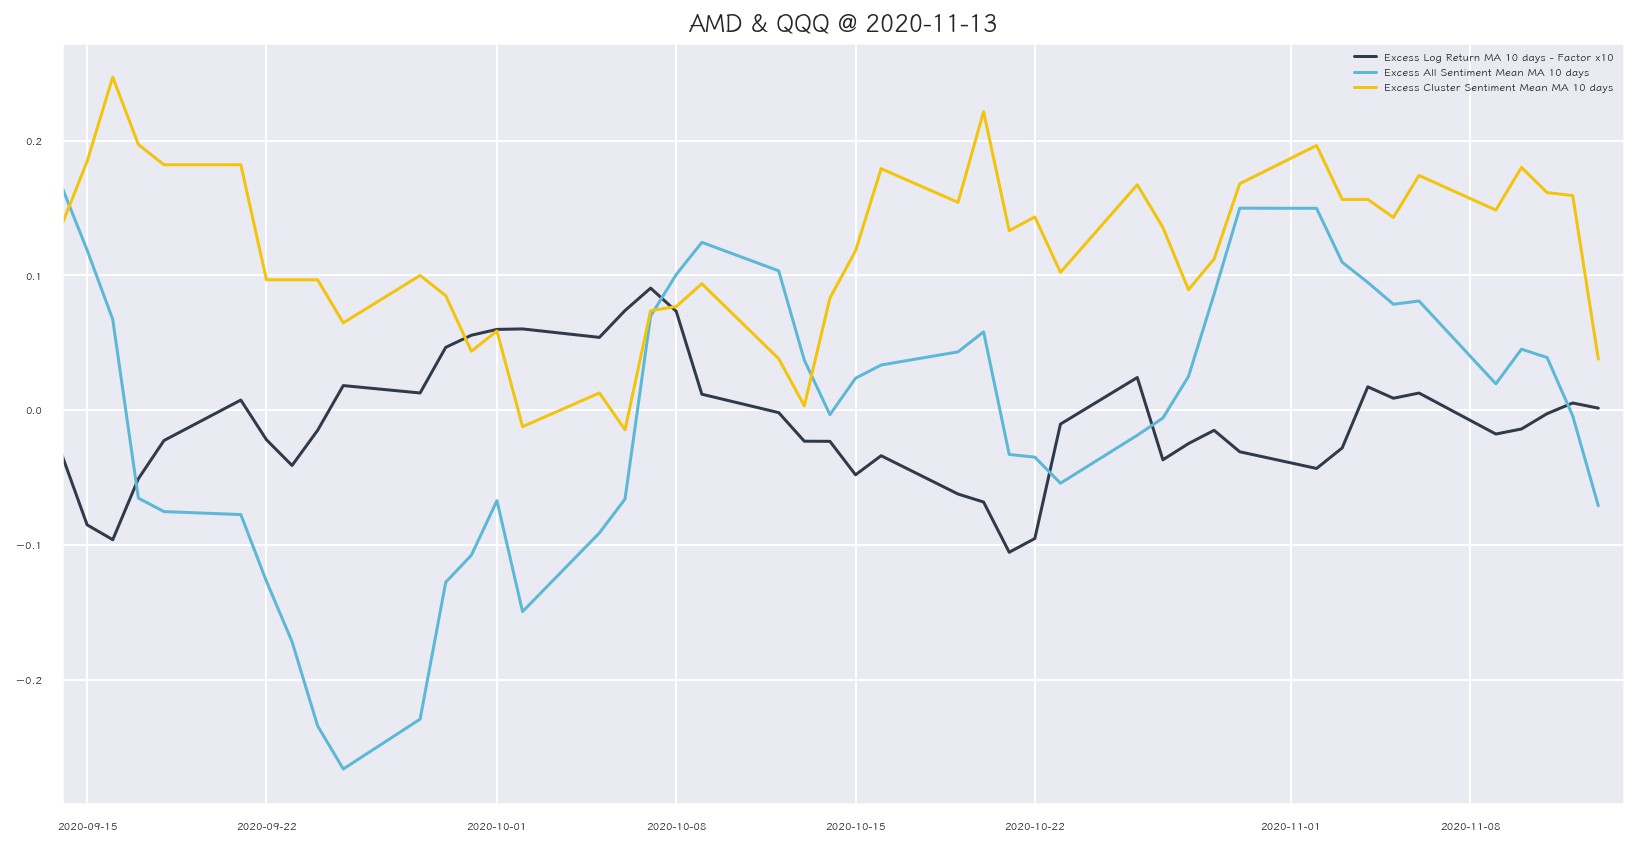 AMD & QQQ @ 2020-11-13
Excess Log Return MA 10 days - Factor x10
Excess All Sentiment Mean MA 10 days
Excess Cluster Sentiment Mean MA 10 days
0.2
0.1
0.0
−0.1
−0.2
2020-09-15 2020-09-22 2020-10-01 2020-10-08 2020-10-15 2020-10-22 2020-11-01 2020-11-08